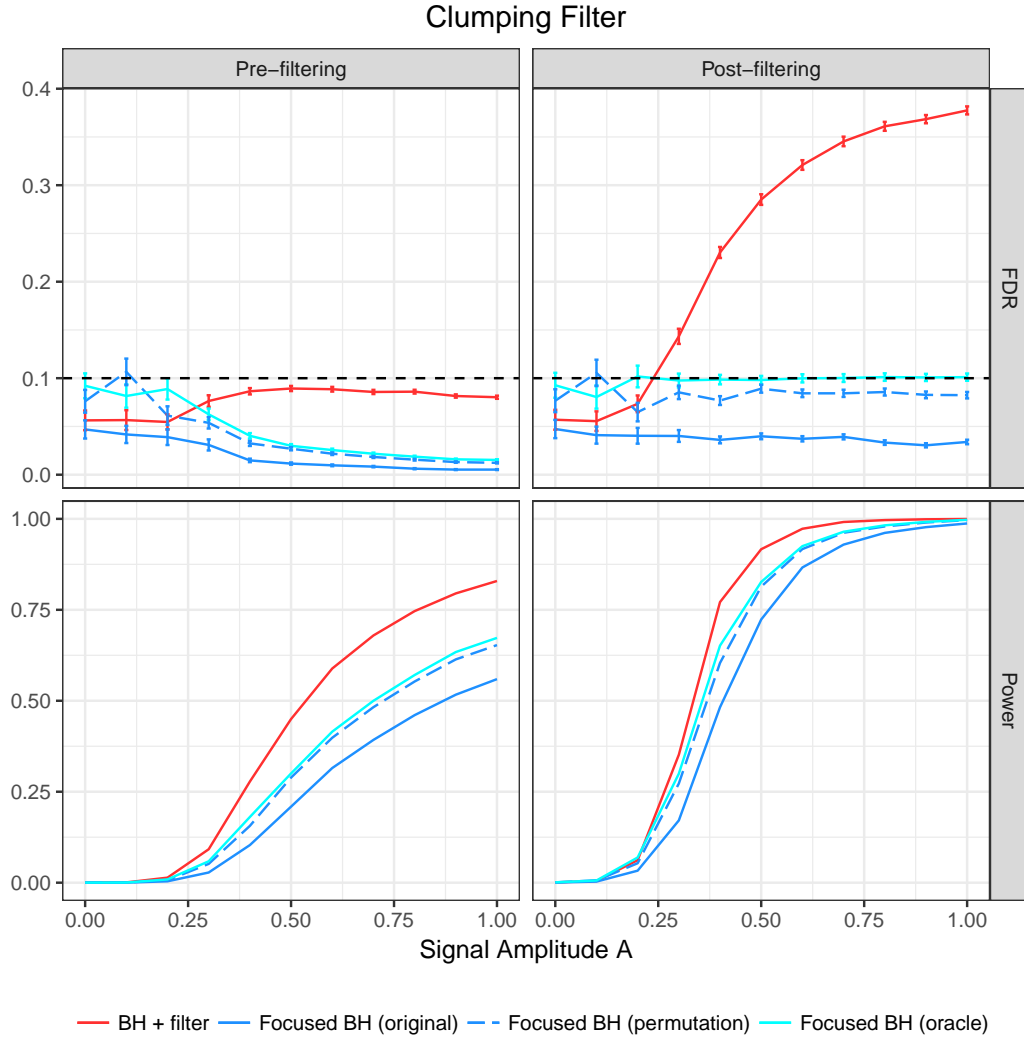 Clumping Filter
Pre−filtering Post−filtering
0.4
0.3
0.2
0.1
0.0
FDR
1.00
0.75
0.50
0.25
0.00
Power
0.00 0.25 0.50 0.75 1.00 0.00 0.25 0.50 0.75 1.00
Signal Amplitude A
BH + filter Focused BH (original) Focused BH (permutation) Focused BH (oracle)